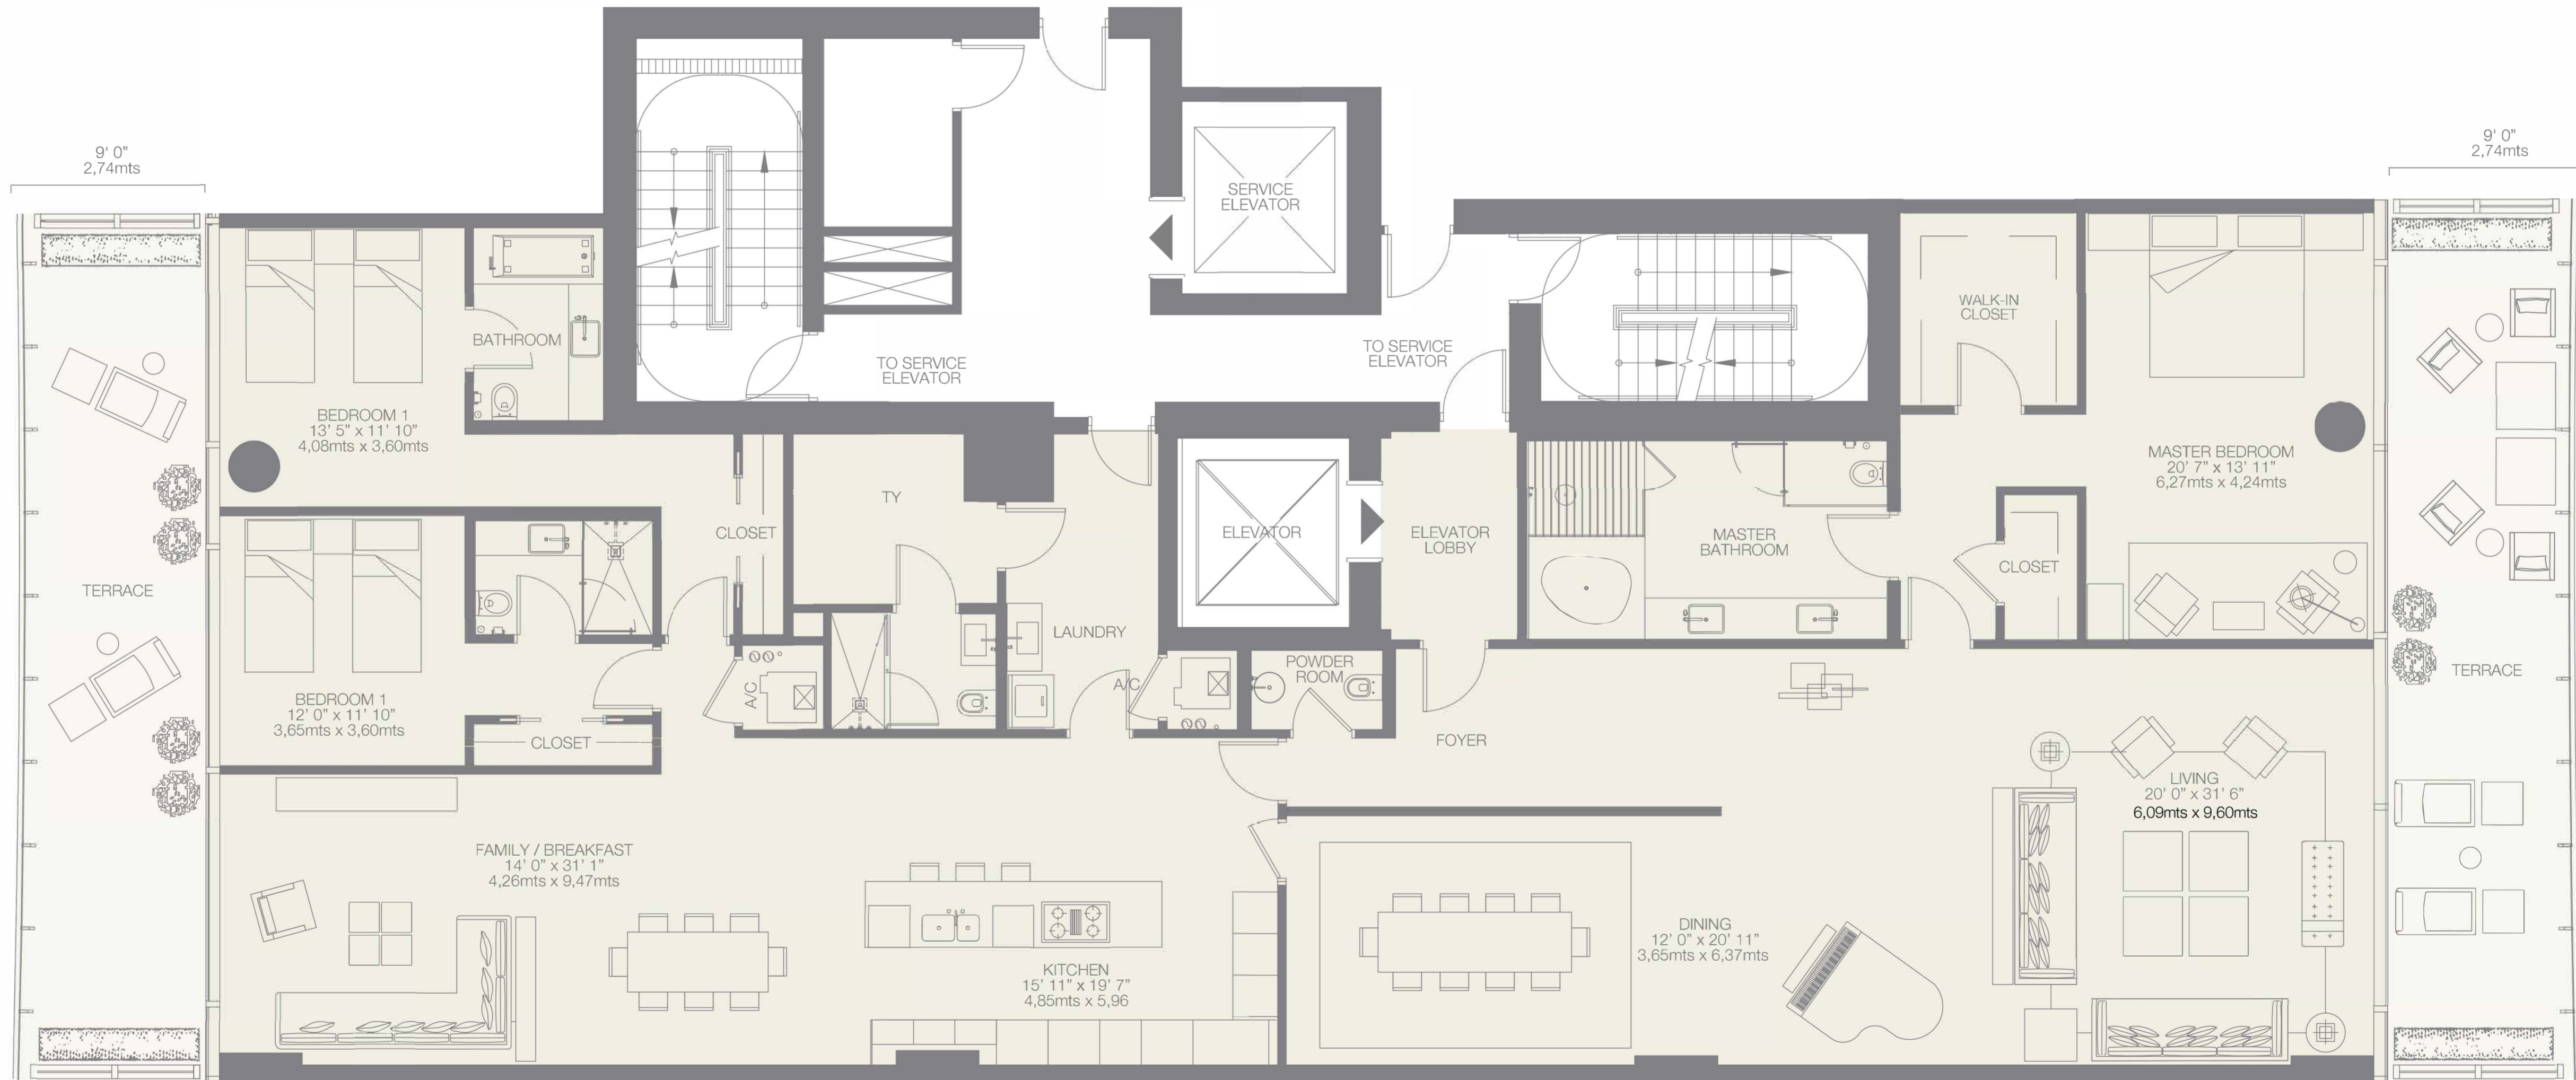 9' 0"
2,74mts
9' 0"
2,74mts
SERVICE
ELEVATOR
WALK-IN
CLOSET
BATHROOM
TO SERVICE
ELEVATOR
TO SERVICE
ELEVATOR
BEDROOM 1
13' 5" x 11' 10"
4,08mts x 3,60mts
MASTER BEDROOM
20' 7" x 13' 11"
6,27mts x 4,24mts
TY
CLOSET
ELEVATOR
ELEVATOR
LOBBY
MASTER
BATHROOM
CLOSET
TERRACE
LAUNDRY
POWDER
ROOM
TERRACE
A/C
A/C
BEDROOM 1
12' 0" x 11' 10"
3,65mts x 3,60mts
CLOSET
FOYER
LIVING
20' 0" x 31' 6"
6,09mts x 9,60mts
FAMILY / BREAKFAST
14' 0" x 31' 1"
4,26mts x 9,47mts
DINING
12' 0" x 20' 11"
3,65mts x 6,37mts
KITCHEN
15' 11" x 19' 7"
4,85mts x 5,96